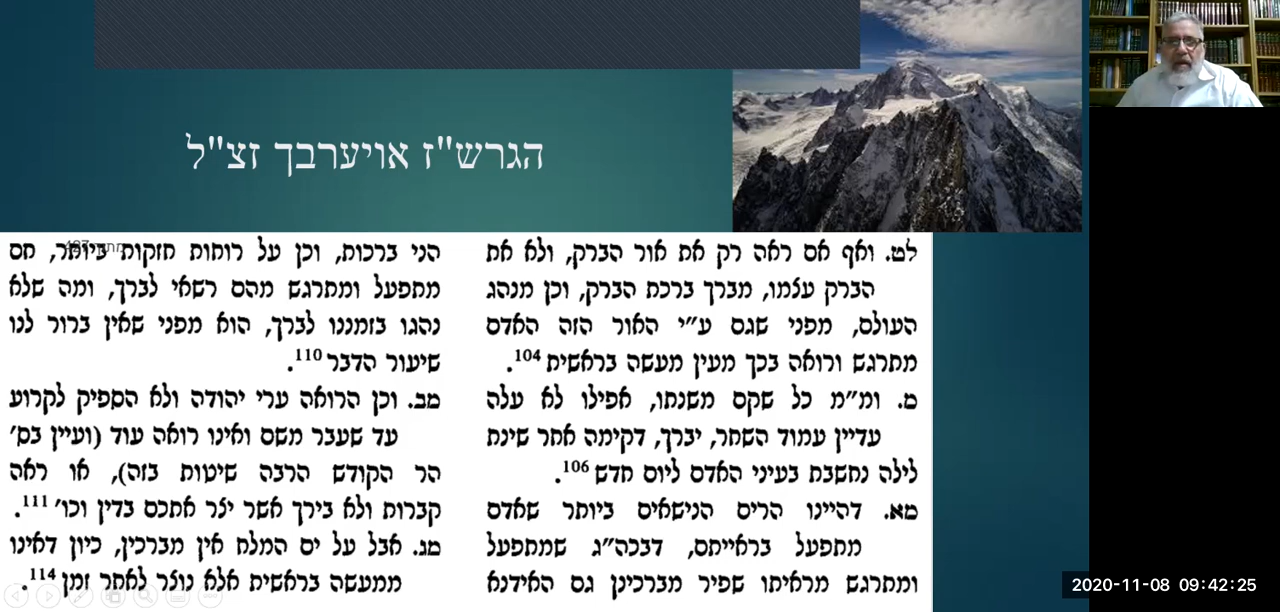 הגרש"ז אויערבך זצ"ל
לט. ואף אם ראה רק את אור הברק, ולא את
הברק עצמו, מברך ברכת הברק, וכן מנהג
העולם, מפני שגם ע״י האור הזה האדם
מתרגש ורואה בכך מעין מעשה בראשית 104.
מ. ומ״מ כל שקם משנתו, אפילו לא עלה
עדיין עמוד השחר, יברך, דקימה אחר שינת
לילה נחשבת בעיני האדם ליום חדש 106.
מא. דהיינו הרים הנישאים ביותר שאדם
מתפעל בראייתם, דבכה״ג שמתפעל
ומתרגש מראיתו שפיר מברכינן גם האידנא
הני ברכות, וכן על רוחות חזקות ביותר, אם
מתפעל ומתרגש מהם רשאי לברך, ומה שלא
נהגו בזמננו לברך, הוא מפני שאין ברור לנו
שיעור הדבר 110.
מב. וכן הרואה ערי יהודה ולא הספיק לקרוע
עד שעבר משם ואינו רואה עוד (ועיין בס׳
הר הקודש הרבה שיטות בזה), או ראה
קברות ולא בירך אשר יצר אתכם בדין וכו׳ 111.
מג. אבל על ים המלח אין מברכין, כיון דאינו
ממעשה בראשית אלא נוצר לאחר זמן 114.
2020-11-08 09:42:25